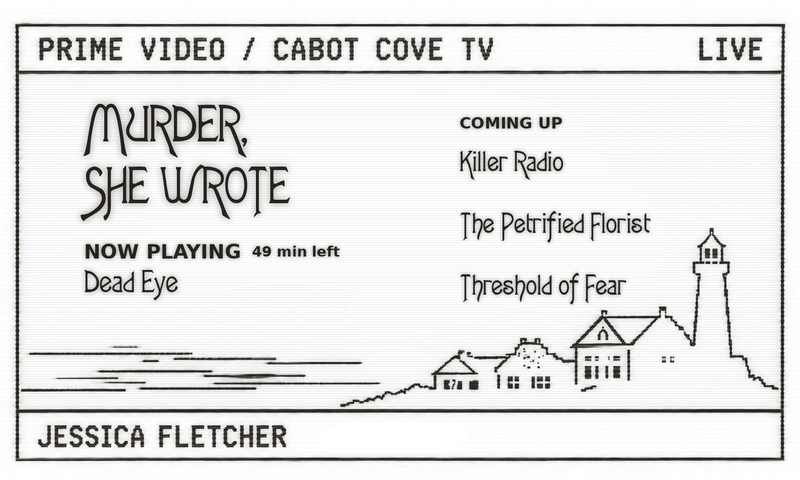 PRIME VIDEO / CABOT COVE TV LIVE
MURDER,
SHE WROTE
NOW PLAYING 49 min left
Dead Eye
COMING UP
Killer Radio
The Petrified Florist
Threshold of Fear
JESSICA FLETCHER